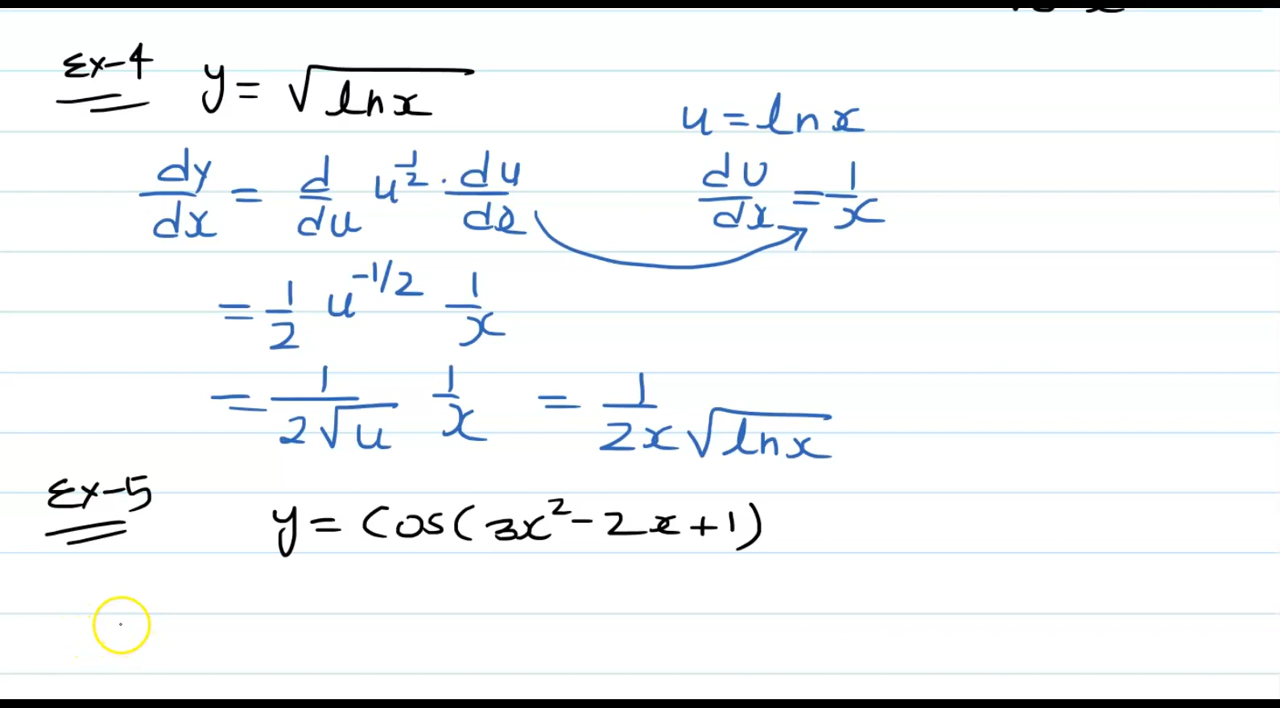 Ex-4 y = √(ln x)
u = ln x
dy/dx = d/du u^(1/2) · du/dx
du/dx = 1/x
= 1/2 u^(-1/2) 1/x
= 1/(2√u) 1/x = 1/(2x√(ln x))
Ex-5 y = Cos(3x² - 2x + 1)